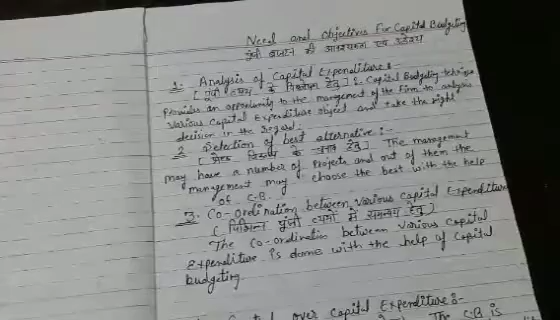 Need and Objectives For Capital Budgeting
पूंजी बजटन की आवश्यकता एवं उद्देश्य
1. Analysis of Capital Expenditure :-
[पूंजी व्यय के विश्लेषण हेतु] :- Capital Budgeting technique
Provides an opportunity to the management of the Firm to analysis
various Capital Expenditure object and take the right
decision in the regard.
2. Selection of best alternative :-
[श्रेष्ठ विकल्प के चयन हेतु] The management
may have a number of Projects and out of them the
management may choose the best with the help
of C.B.
3. Co-ordination between various capital Expenditure
[विभिन्न पूंजी व्ययों में समन्वय हेतु]
The Co-ordination between various Capital
Expenditure is done with the help of Capital
budgeting.
over Capital Expenditure :-
The C.B is